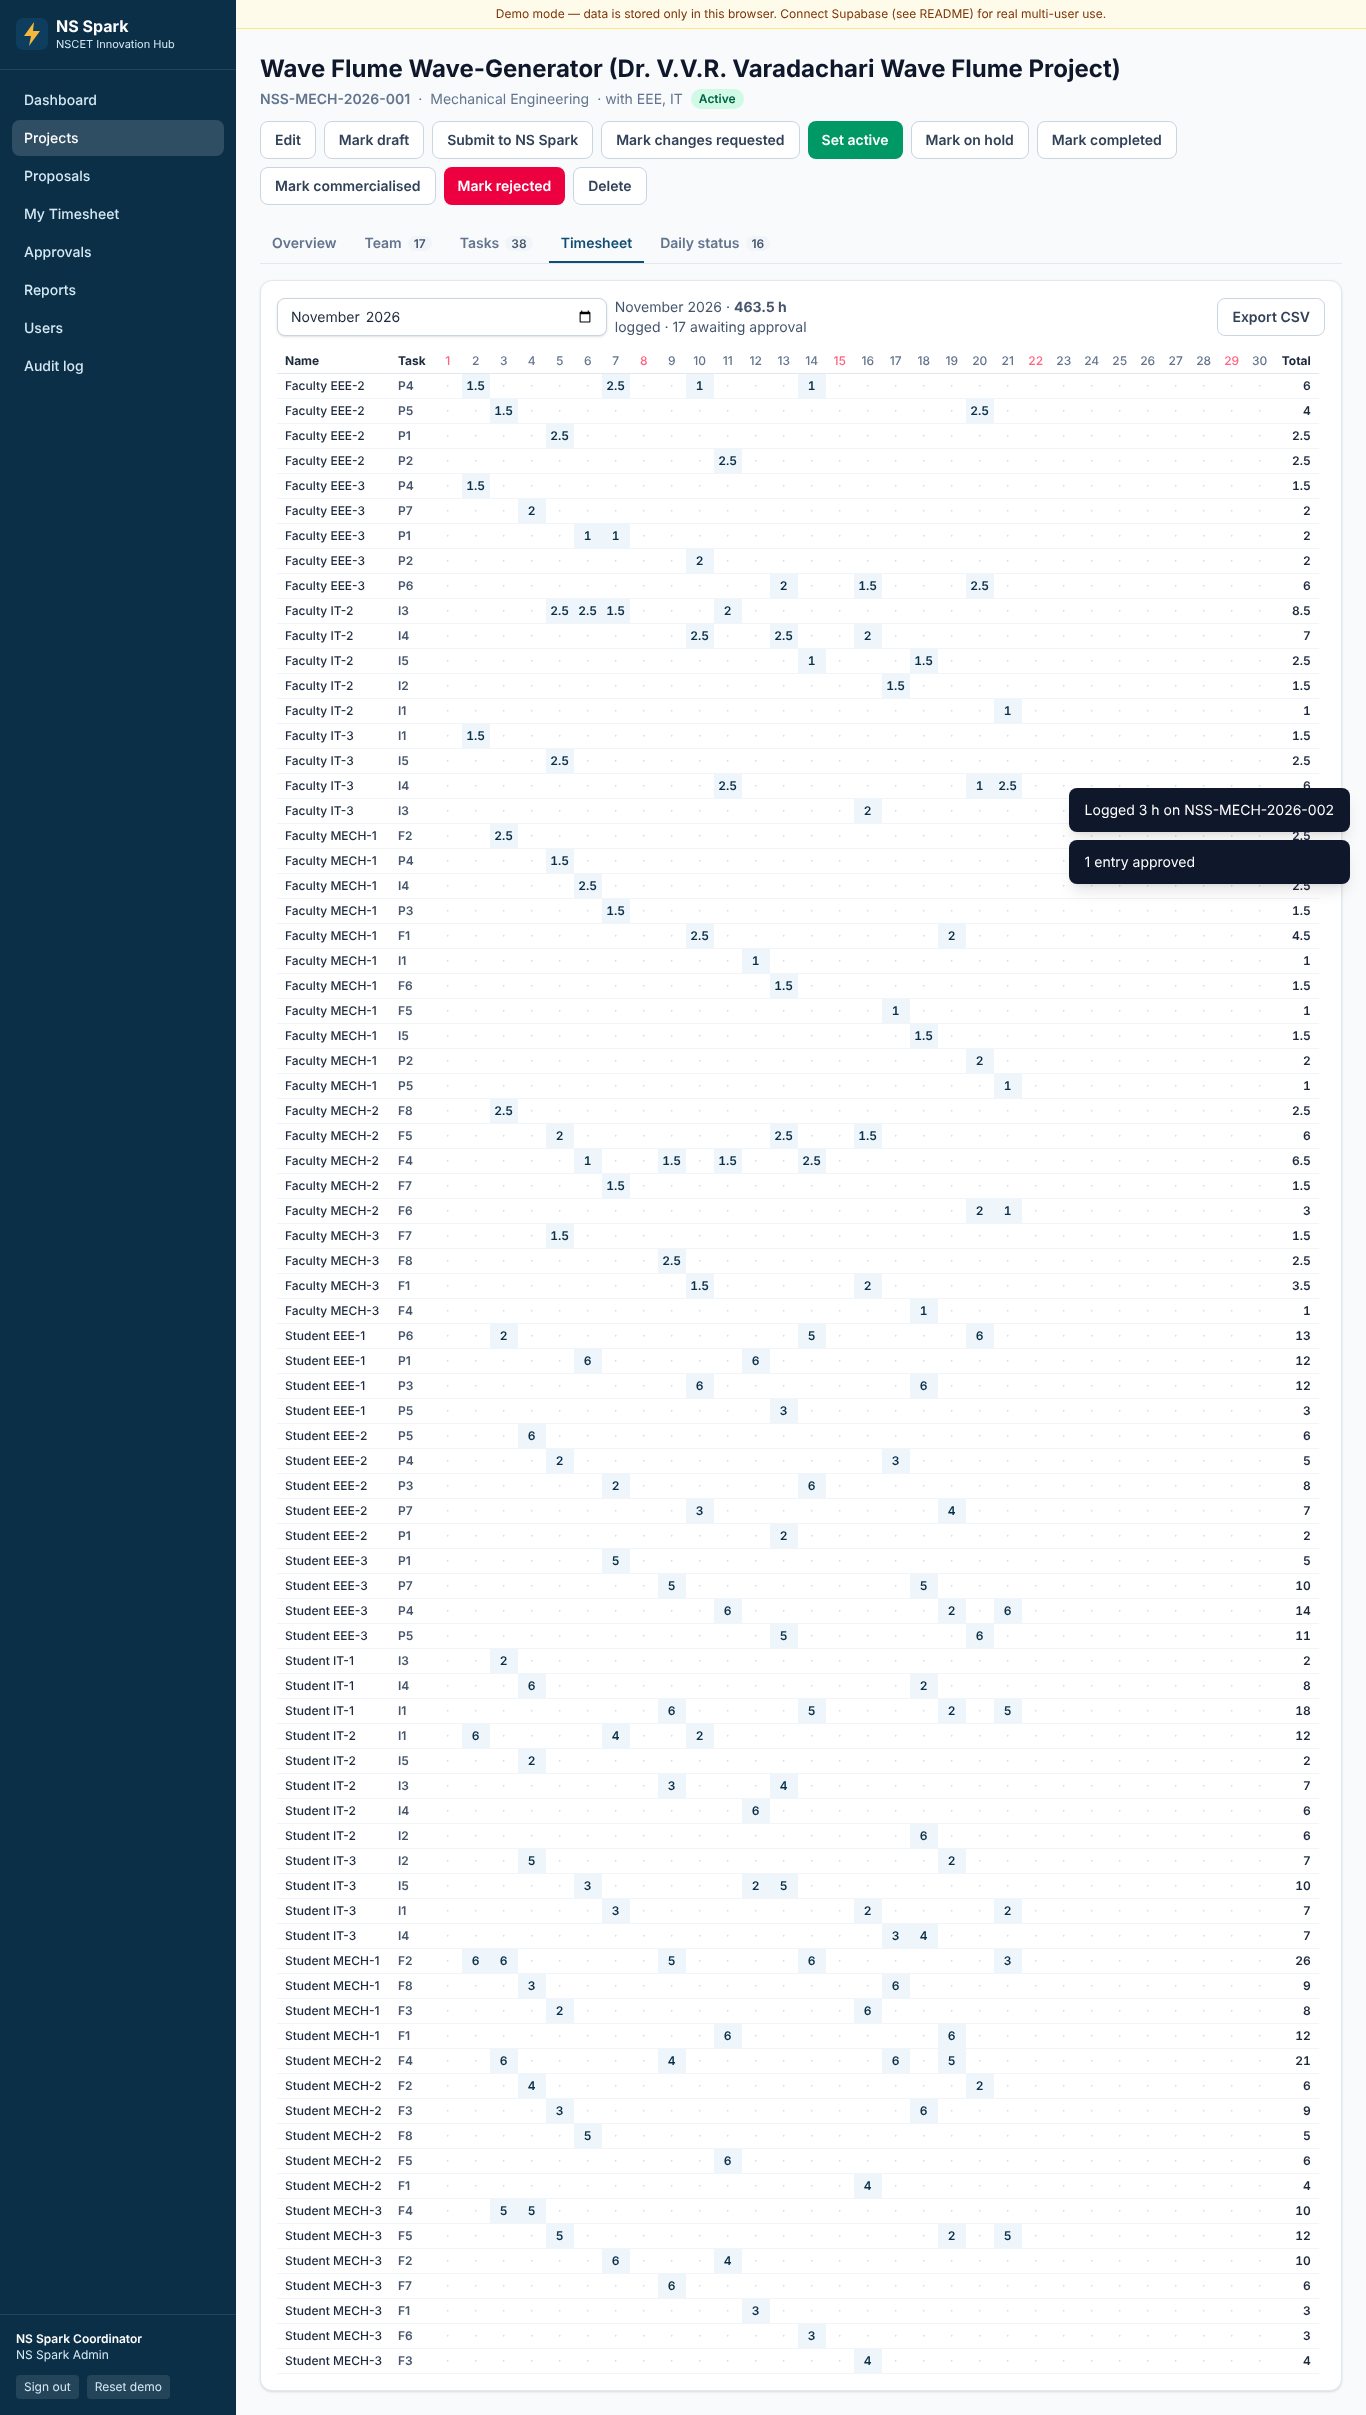 NS Spark
NSCET Innovation Hub
Dashboard
Projects
Proposals
My Timesheet
Approvals
Reports
Users
Audit log
NS Spark Coordinator
NS Spark Admin
Sign out Reset demo
Demo mode — data is stored only in this browser. Connect Supabase (see README) for real multi-user use.
Wave Flume Wave-Generator (Dr. V.V.R. Varadachari Wave Flume Project)
NSS-MECH-2026-001 · Mechanical Engineering · with EEE, IT Active
Edit Mark draft Submit to NS Spark Mark changes requested Set active Mark on hold Mark completed
Mark commercialised Mark rejected Delete
Overview Team 17 Tasks 38 Timesheet Daily status 16
November 2026
November 2026 · 463.5 h
logged · 17 awaiting approval
Export CSV
Name Task 1 2 3 4 5 6 7 8 9 10 11 12 13 14 15 16 17 18 19 20 21 22 23 24 25 26 27 28 29 30 Total
Faculty EEE-2 P4 1.5 2.5 1 1 6
Faculty EEE-2 P5 1.5 2.5 4
Faculty EEE-2 P1 2.5 2.5
Faculty EEE-2 P2 2.5 2.5
Faculty EEE-3 P4 1.5 1.5
Faculty EEE-3 P7 2 2
Faculty EEE-3 P1 1 1 2
Faculty EEE-3 P2 2 2
Faculty EEE-3 P6 2 1.5 2.5 6
Faculty IT-2 I3 2.5 2.5 1.5 2 8.5
Faculty IT-2 I4 2.5 2.5 2 7
Faculty IT-2 I5 1 1.5 2.5
Faculty IT-2 I2 1.5 1.5
Faculty IT-2 I1 1 1
Faculty IT-3 I1 1.5 1.5
Faculty IT-3 I5 2.5 2.5
Faculty IT-3 I4 2.5 1 2.5 6
Faculty IT-3 I3 2
Logged 3 h on NSS-MECH-2026-002
Faculty MECH-1 F2 2.5 2.5
Faculty MECH-1 P4 1.5
1 entry approved
Faculty MECH-1 I4 2.5 2.5
Faculty MECH-1 P3 1.5 1.5
Faculty MECH-1 F1 2.5 2 4.5
Faculty MECH-1 I1 1 1
Faculty MECH-1 F6 1.5 1.5
Faculty MECH-1 F5 1 1
Faculty MECH-1 I5 1.5 1.5
Faculty MECH-1 P2 2 2
Faculty MECH-1 P5 1 1
Faculty MECH-2 F8 2.5 2.5
Faculty MECH-2 F5 2 2.5 1.5 6
Faculty MECH-2 F4 1 1.5 1.5 2.5 6.5
Faculty MECH-2 F7 1.5 1.5
Faculty MECH-2 F6 2 1 3
Faculty MECH-3 F7 1.5 1.5
Faculty MECH-3 F8 2.5 2.5
Faculty MECH-3 F1 1.5 2 3.5
Faculty MECH-3 F4 1 1
Student EEE-1 P6 2 5 6 13
Student EEE-1 P1 6 6 12
Student EEE-1 P3 6 6 12
Student EEE-1 P5 3 3
Student EEE-2 P5 6 6
Student EEE-2 P4 2 3 5
Student EEE-2 P3 2 6 8
Student EEE-2 P7 3 4 7
Student EEE-2 P1 2 2
Student EEE-3 P1 5 5
Student EEE-3 P7 5 5 10
Student EEE-3 P4 6 2 6 14
Student EEE-3 P5 5 6 11
Student IT-1 I3 2 2
Student IT-1 I4 6 2 8
Student IT-1 I1 6 5 2 5 18
Student IT-2 I1 6 4 2 12
Student IT-2 I5 2 2
Student IT-2 I3 3 4 7
Student IT-2 I4 6 6
Student IT-2 I2 6 6
Student IT-3 I2 5 2 7
Student IT-3 I5 3 2 5 10
Student IT-3 I1 3 2 2 7
Student IT-3 I4 3 4 7
Student MECH-1 F2 6 6 5 6 3 26
Student MECH-1 F8 3 6 9
Student MECH-1 F3 2 6 8
Student MECH-1 F1 6 6 12
Student MECH-2 F4 6 4 6 5 21
Student MECH-2 F2 4 2 6
Student MECH-2 F3 3 6 9
Student MECH-2 F8 5 5
Student MECH-2 F5 6 6
Student MECH-2 F1 4 4
Student MECH-3 F4 5 5 10
Student MECH-3 F5 5 2 5 12
Student MECH-3 F2 6 4 10
Student MECH-3 F7 6 6
Student MECH-3 F1 3 3
Student MECH-3 F6 3 3
Student MECH-3 F3 4 4